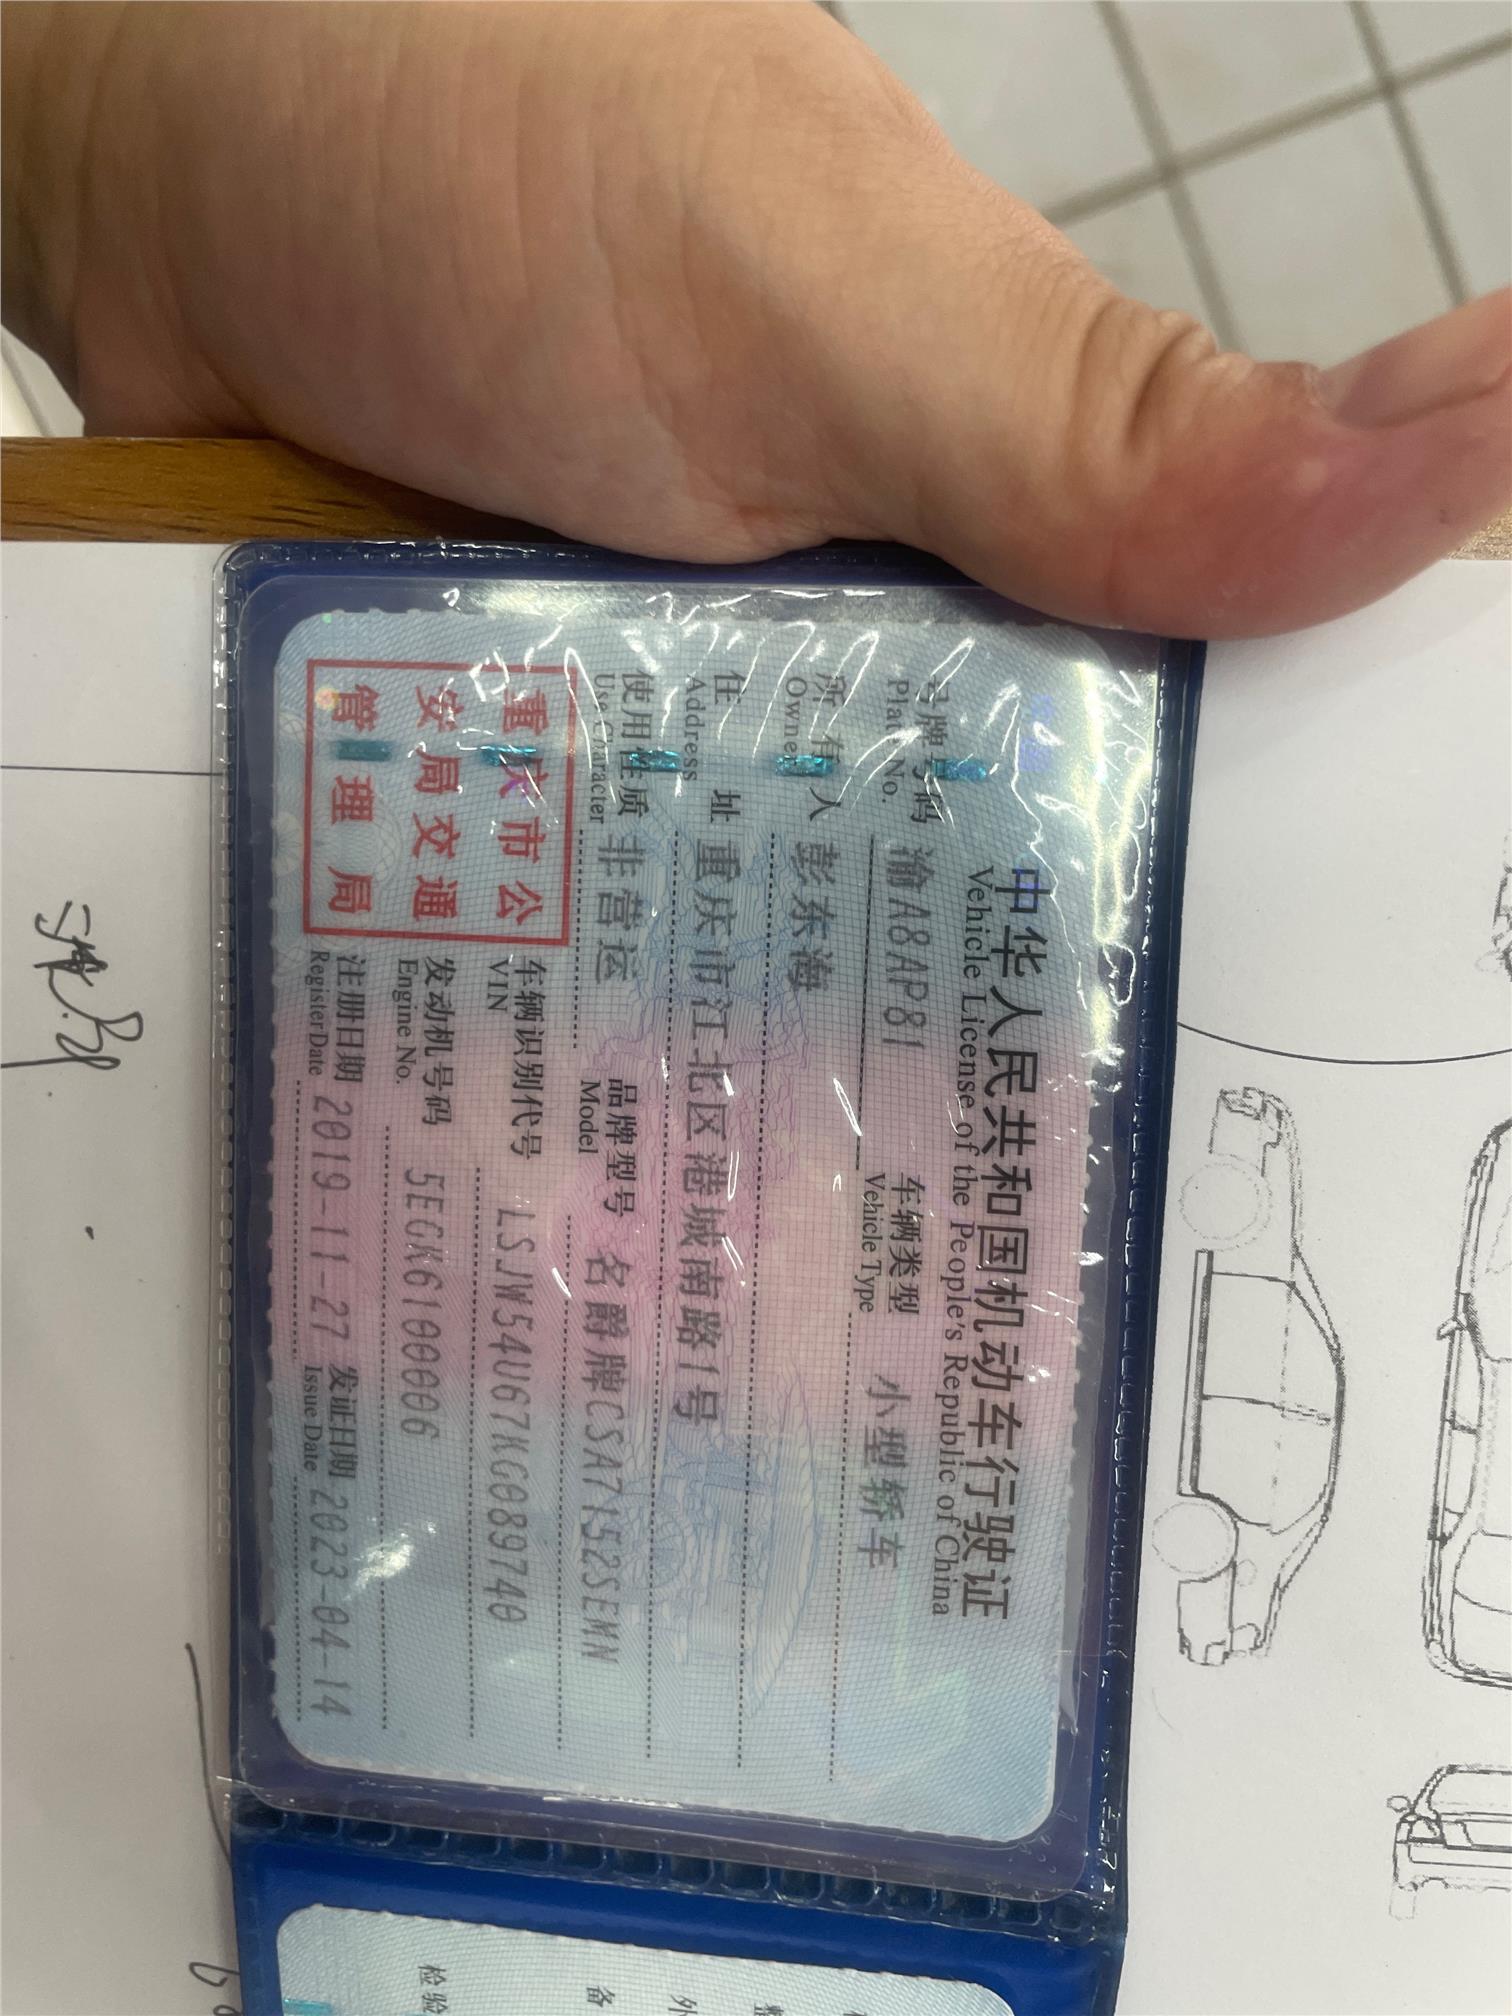 中华人民共和国机动车行驶证
Vehicle License of the People's Republic of China
号牌号码 渝A8AP81 车辆类型 小型轿车
Plate No. Vehicle Type
所有人 彭东海
Owner
住址 重庆市江北区港城南路1号
Address
使用性质 非营运 品牌型号 名爵牌CSA7152SEMN
Use Character Model
重庆市公
安局交通
管理局
车辆识别代号 LSJW54U67KG089740
VIN
发动机号码 5EGK6100006
Engine No.
注册日期 2019-11-27 发证日期 2023-04-14
Register Date Issue Date
外
备
检验